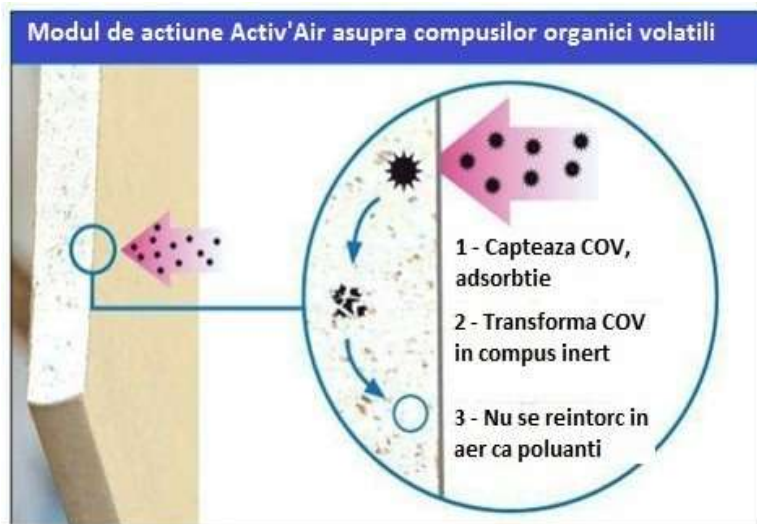 Modul de actiune Activ'Air asupra compusilor organici volatili
1 - Capteaza COV,
adsorbtie
2 - Transforma COV
in compus inert
3 - Nu se reintorc in
aer ca poluanti